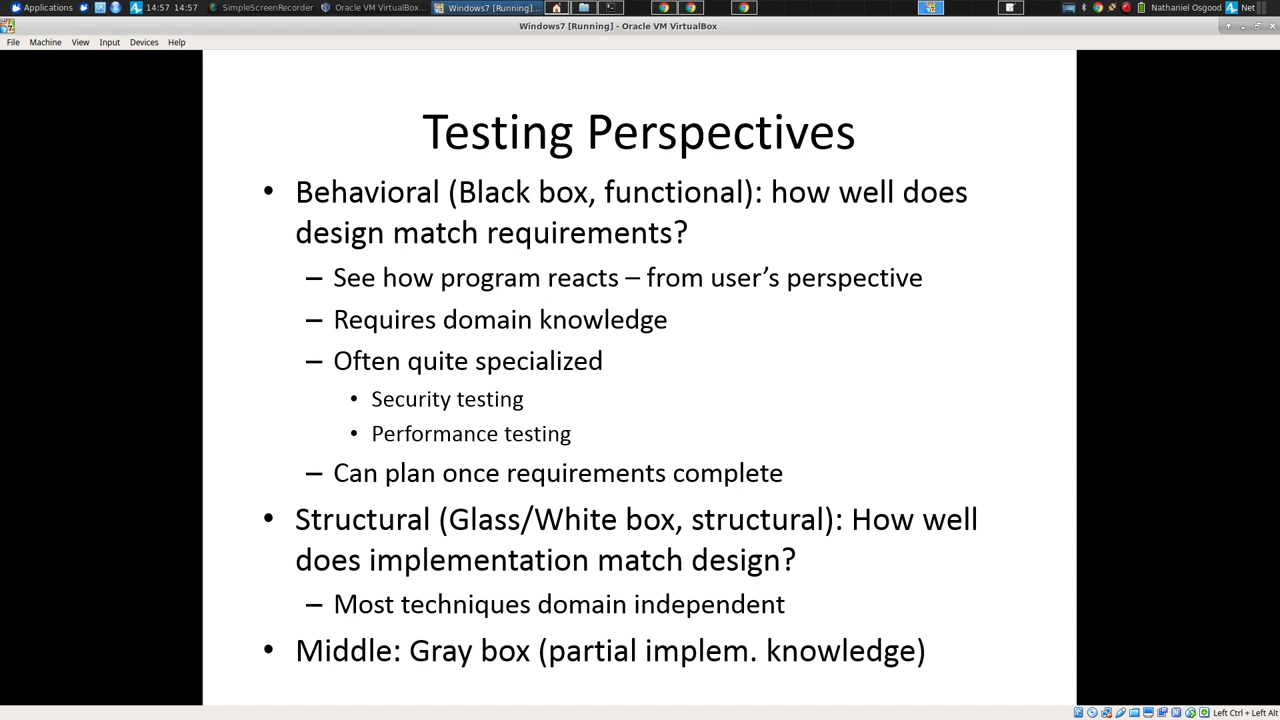 Applications 14:57 14:57 SimpleScreenRecorder Oracle VM VirtualBox... Windows7 [Running]... Nathaniel Osgood Net
Windows7 [Running] - Oracle VM VirtualBox
File Machine View Input Devices Help
Testing Perspectives
• Behavioral (Black box, functional): how well does
design match requirements?
– See how program reacts – from user’s perspective
– Requires domain knowledge
– Often quite specialized
• Security testing
• Performance testing
– Can plan once requirements complete
• Structural (Glass/White box, structural): How well
does implementation match design?
– Most techniques domain independent
• Middle: Gray box (partial implem. knowledge)
Left Ctrl + Left Alt